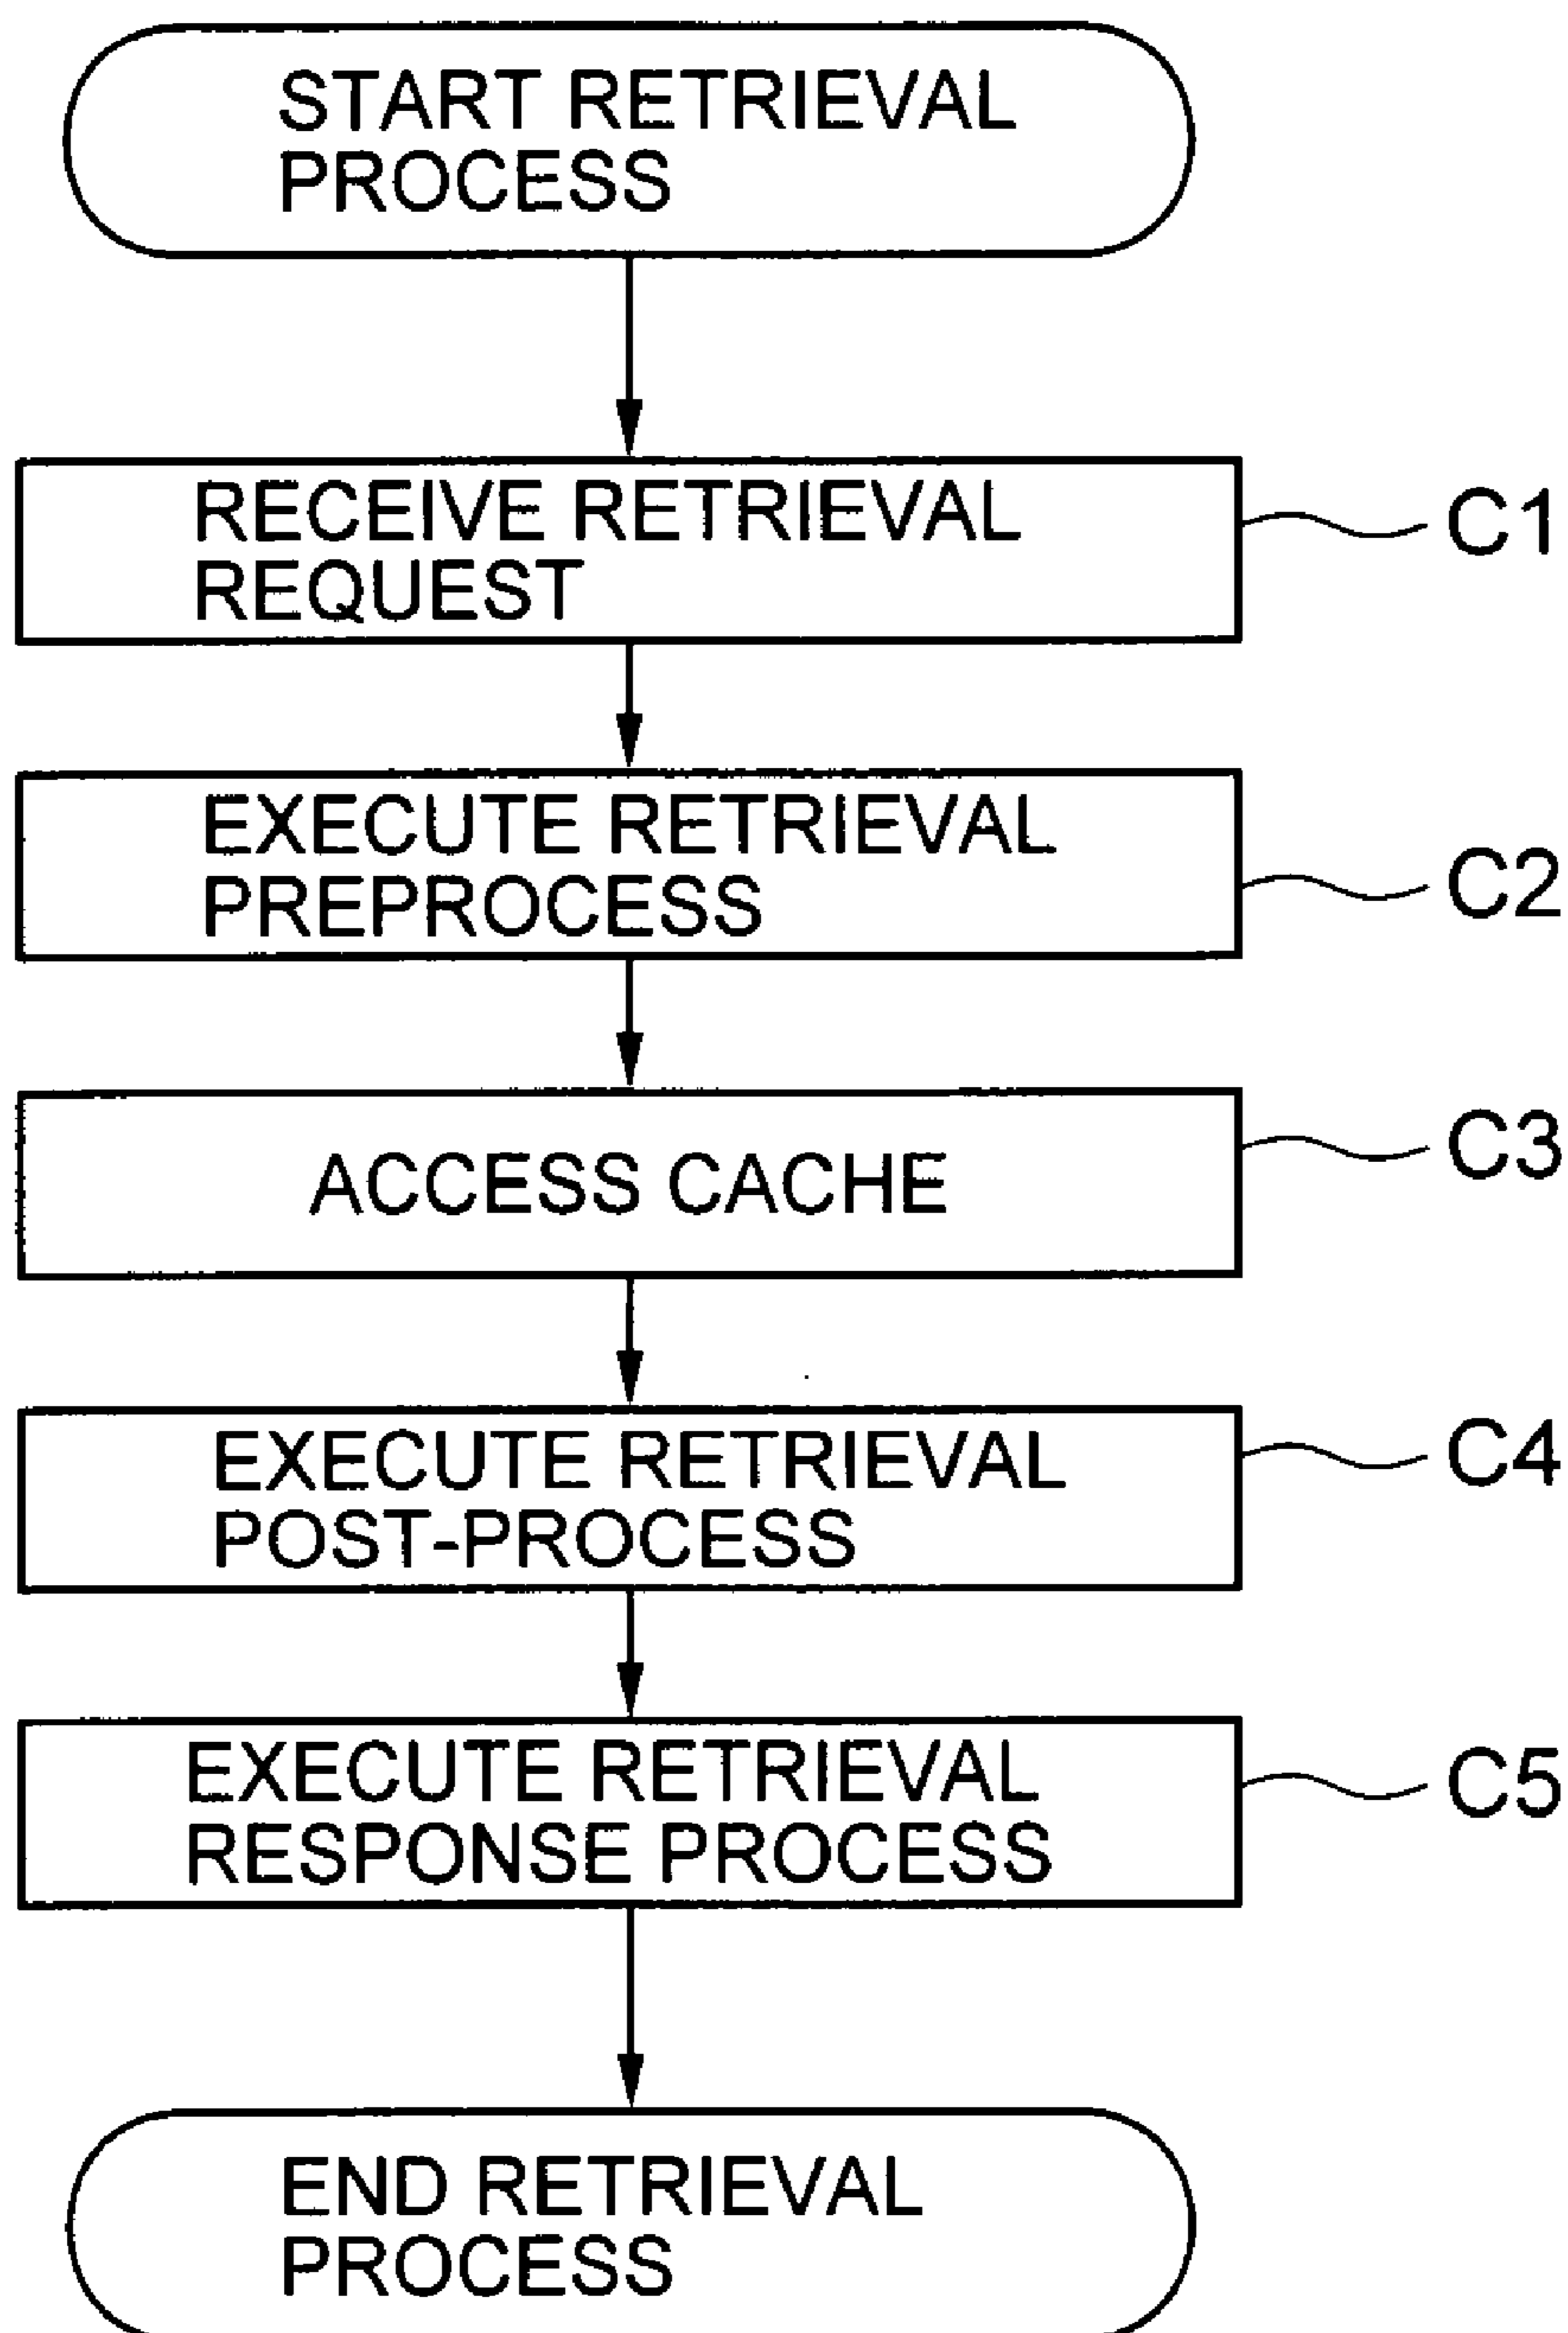 START RETRIEVAL
PROCESS
RECEIVE RETRIEVAL
REQUEST
C1
EXECUTE RETRIEVAL
PREPROCESS
C2
ACCESS CACHE
C3
EXECUTE RETRIEVAL
POST-PROCESS
C4
EXECUTE RETRIEVAL
RESPONSE PROCESS
C5
END RETRIEVAL
PROCESS